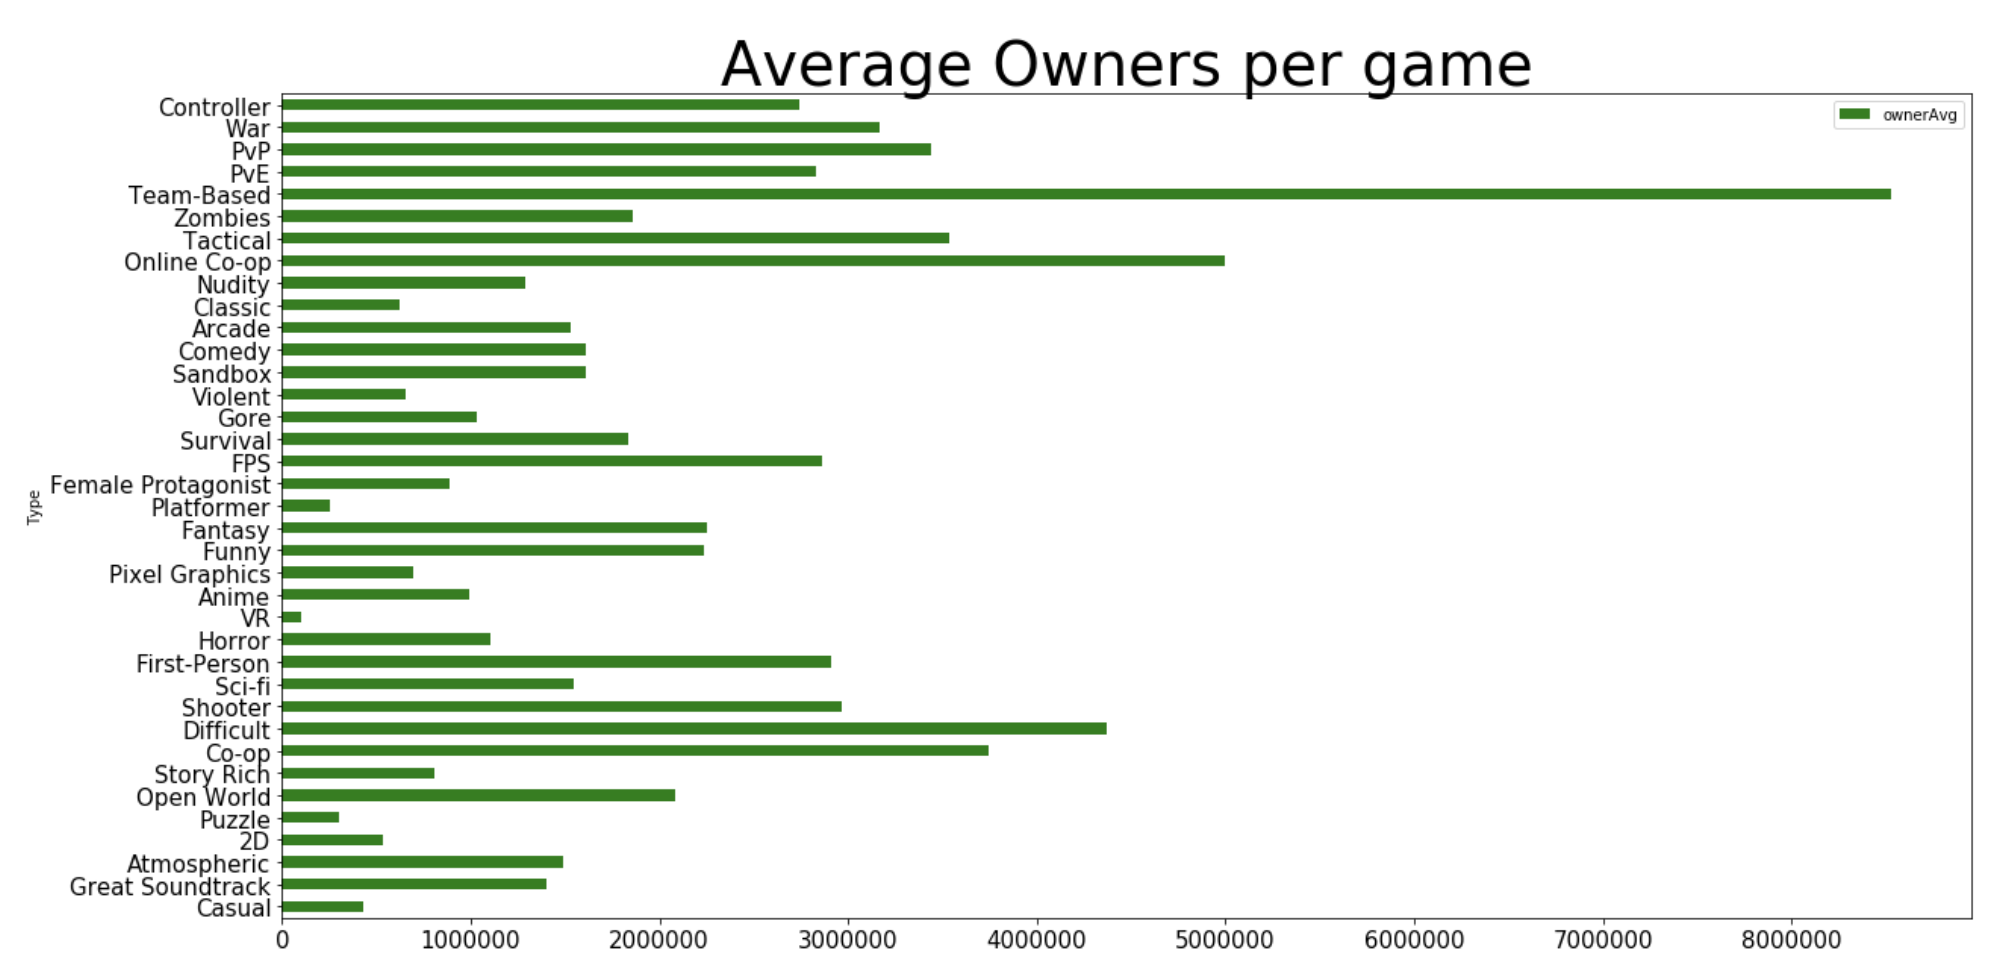 Average Owners per game
ownerAvg
Type
Controller
War
PvP
PvE
Team-Based
Zombies
Tactical
Online Co-op
Nudity
Classic
Arcade
Comedy
Sandbox
Violent
Gore
Survival
FPS
Female Protagonist
Platformer
Fantasy
Funny
Pixel Graphics
Anime
VR
Horror
First-Person
Sci-fi
Shooter
Difficult
Co-op
Story Rich
Open World
Puzzle
2D
Atmospheric
Great Soundtrack
Casual
0 1000000 2000000 3000000 4000000 5000000 6000000 7000000 8000000